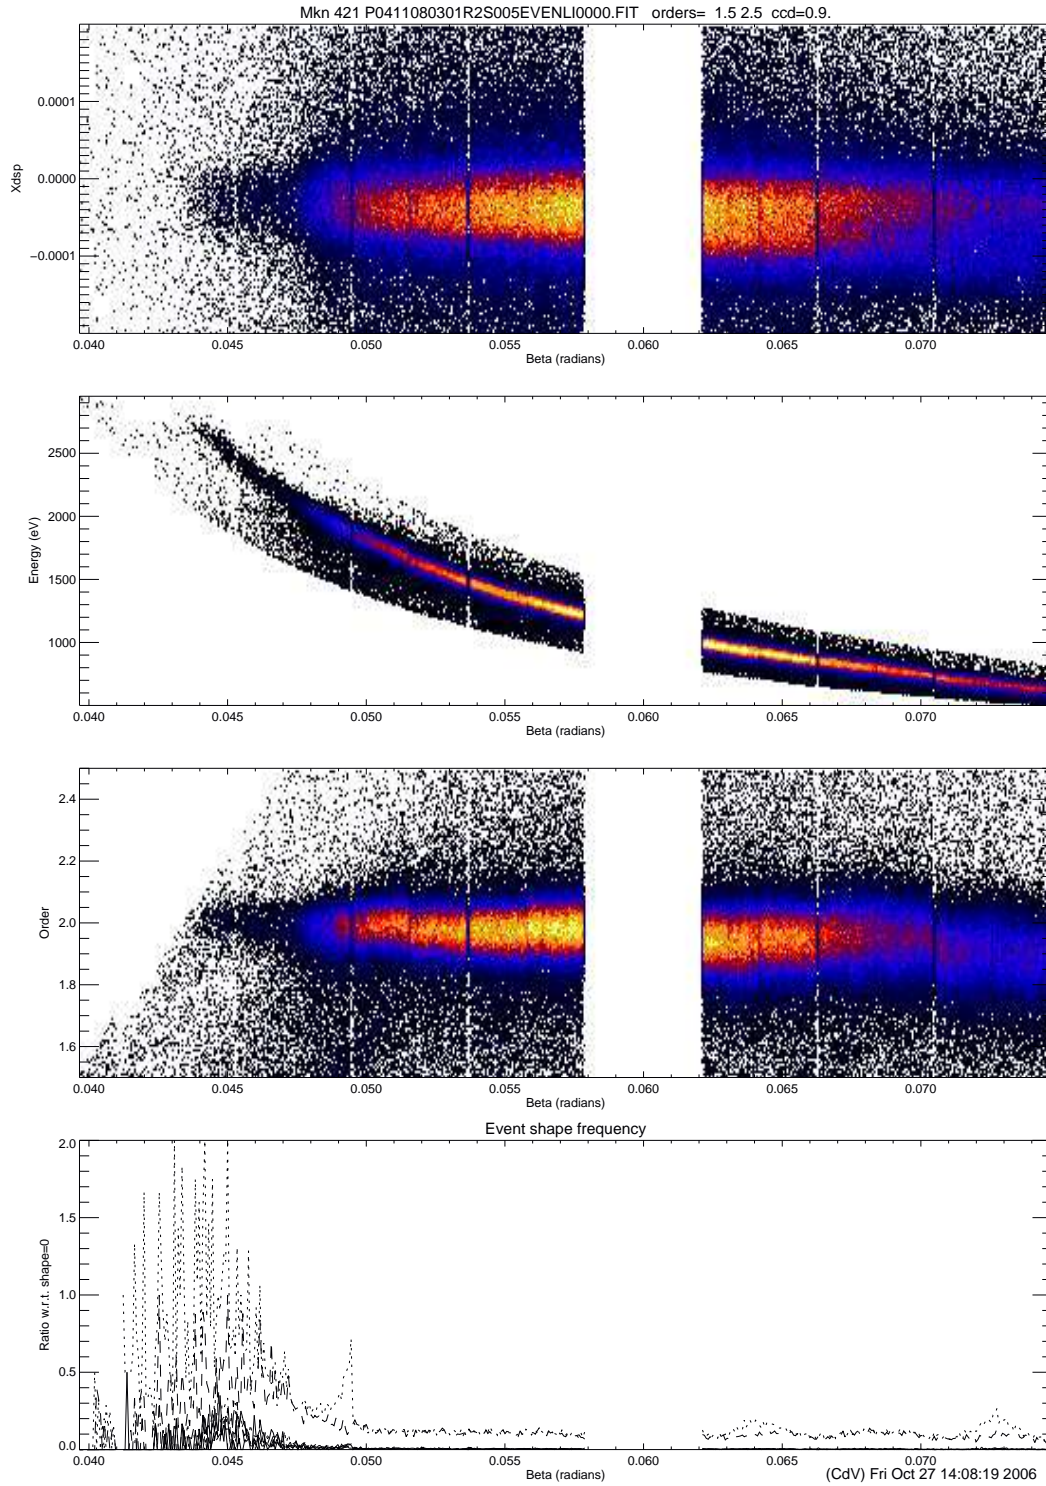 Mkn 421 P0411080301R2S005EVENLI0000.FIT orders= 1.5 2.5 ccd=0.9.
0.0001
0.0000
−0.0001
Xdsp
0.040 0.045 0.050 0.055 0.060 0.065 0.070
Beta (radians)
2500
2000
1500
1000
Energy (eV)
0.040 0.045 0.050 0.055 0.060 0.065 0.070
Beta (radians)
2.4
2.2
2.0
1.8
1.6
Order
0.040 0.045 0.050 0.055 0.060 0.065 0.070
Beta (radians)
Event shape frequency
2.0
1.5
1.0
0.5
0.0
Ratio w.r.t. shape=0
0.040 0.045 0.050 0.055 0.060 0.065 0.070
Beta (radians)
(CdV) Fri Oct 27 14:08:19 2006